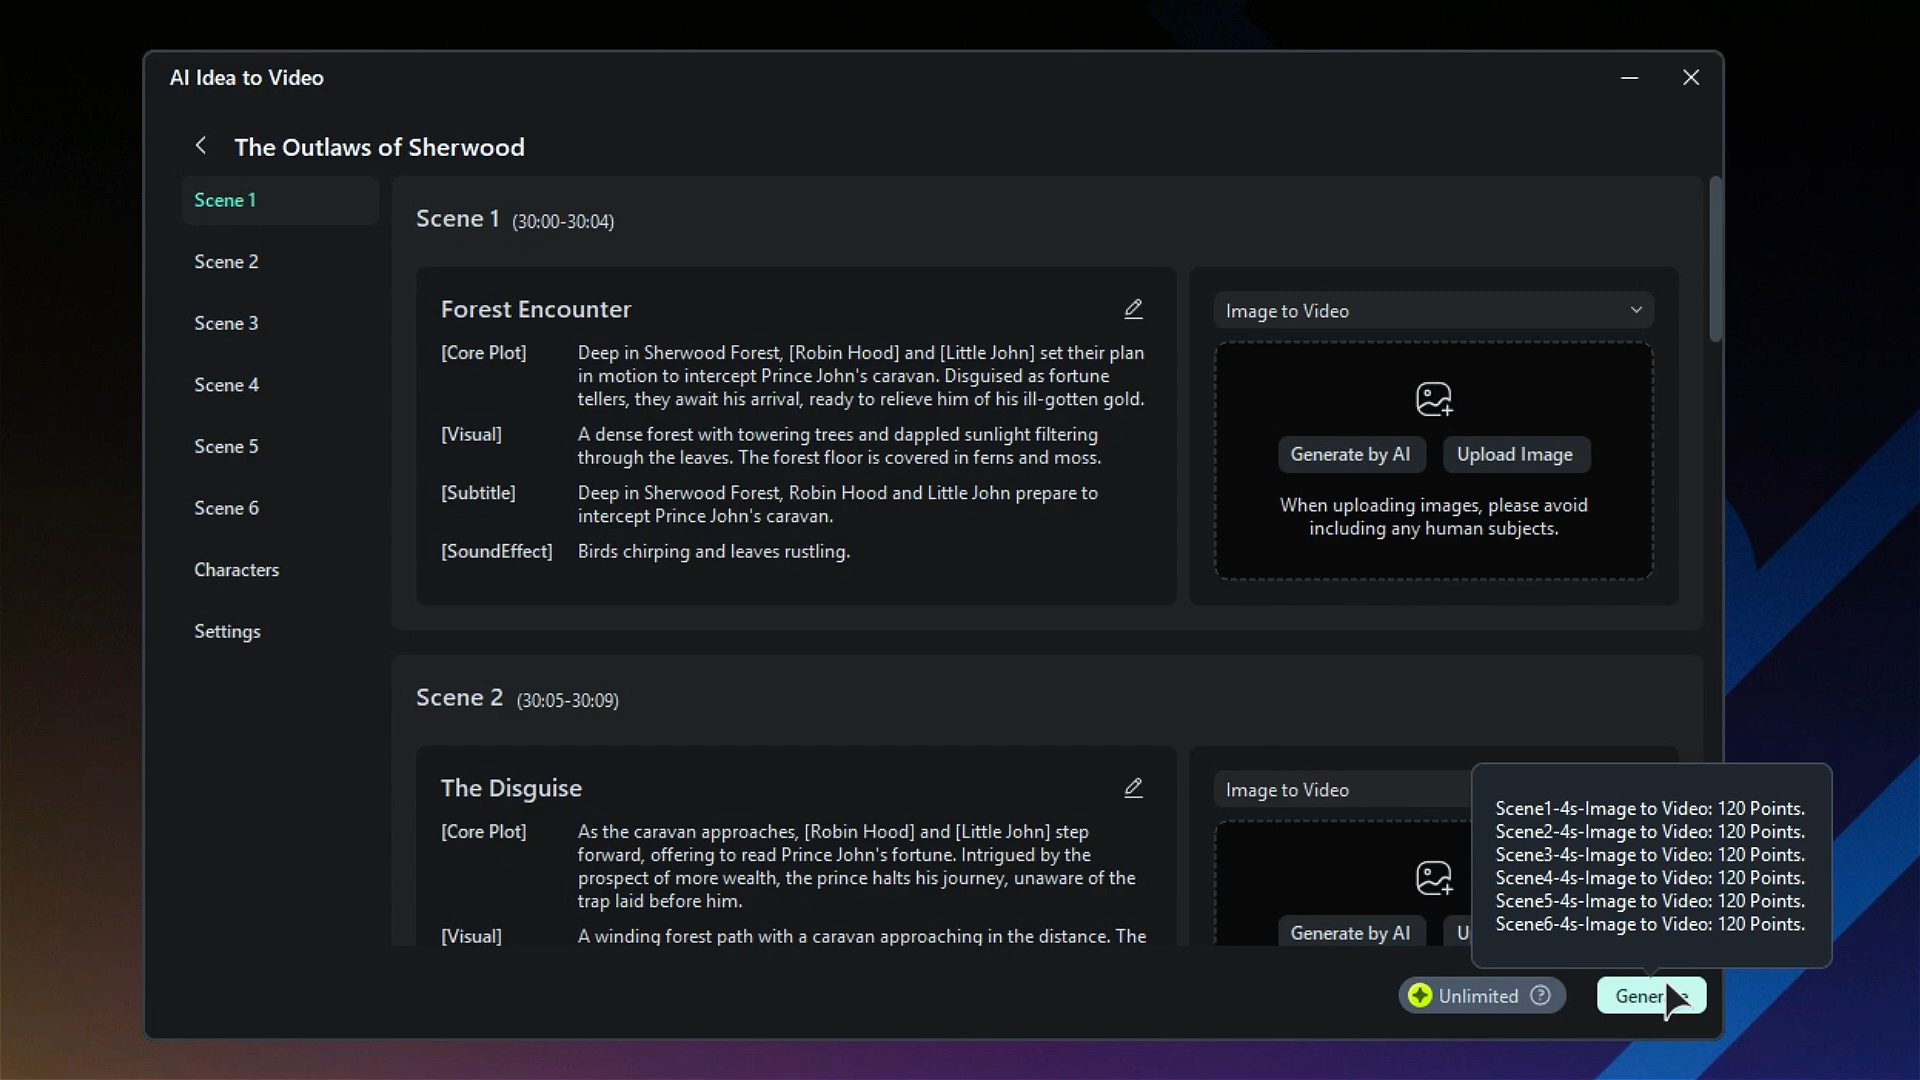 AI Idea to Video
The Outlaws of Sherwood
Scene 1
Scene 2
Scene 3
Scene 4
Scene 5
Scene 6
Characters
Settings
Scene 1 (30:00-30:04)
Forest Encounter
[Core Plot] Deep in Sherwood Forest, [Robin Hood] and [Little John] set their plan
in motion to intercept Prince John's caravan. Disguised as fortune
tellers, they await his arrival, ready to relieve him of his ill-gotten gold.
[Visual] A dense forest with towering trees and dappled sunlight filtering
through the leaves. The forest floor is covered in ferns and moss.
[Subtitle] Deep in Sherwood Forest, Robin Hood and Little John prepare to
intercept Prince John's caravan.
[SoundEffect] Birds chirping and leaves rustling.
Image to Video
Generate by AI Upload Image
When uploading images, please avoid
including any human subjects.
Scene 2 (30:05-30:09)
The Disguise
[Core Plot] As the caravan approaches, [Robin Hood] and [Little John] step
forward, offering to read Prince John's fortune. Intrigued by the
prospect of more wealth, the prince halts his journey, unaware of the
trap laid before him.
[Visual] A winding forest path with a caravan approaching in the distance. The
Image to Video
Generate by AI
Scene1-4s-Image to Video: 120 Points.
Scene2-4s-Image to Video: 120 Points.
Scene3-4s-Image to Video: 120 Points.
Scene4-4s-Image to Video: 120 Points.
Scene5-4s-Image to Video: 120 Points.
Scene6-4s-Image to Video: 120 Points.
Unlimited